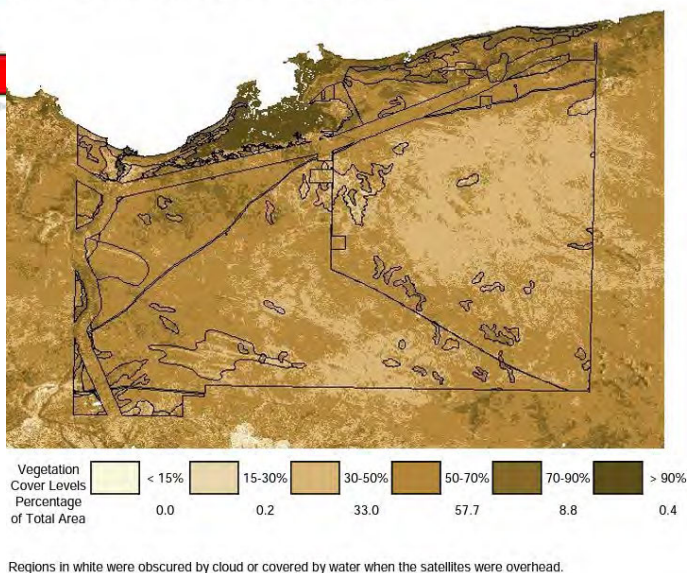 Vegetation
Cover Levels
< 15% 15-30% 30-50% 50-70% 70-90% > 90%
Percentage
of Total Area
0.0 0.2 33.0 57.7 8.8 0.4
Regions in white were obscured by cloud or covered by water when the satellites were overhead.